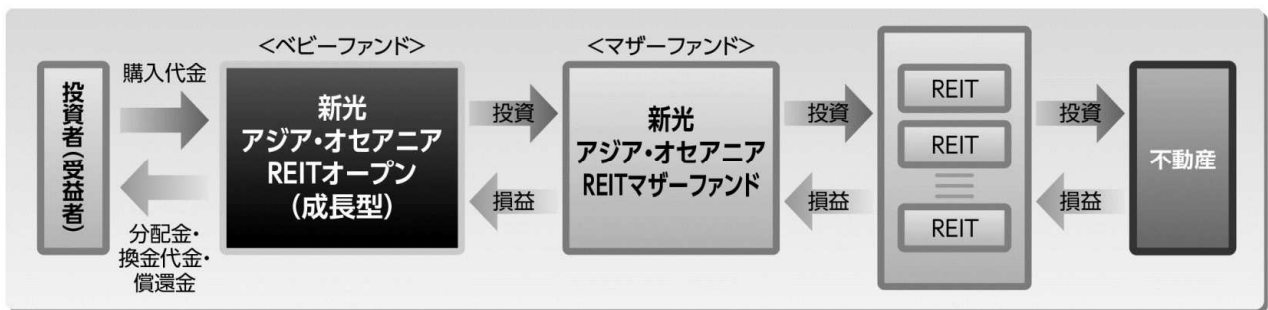 投資者(受益者)
購入代金
分配金・
換金代金・
償還金
<ベビーファンド>
新光
アジア・オセアニア
REITオープン
(成長型)
投資
損益
<マザーファンド>
新光
アジア・オセアニア
REITマザーファンド
投資
損益
REIT
REIT
REIT
投資
損益
不動産